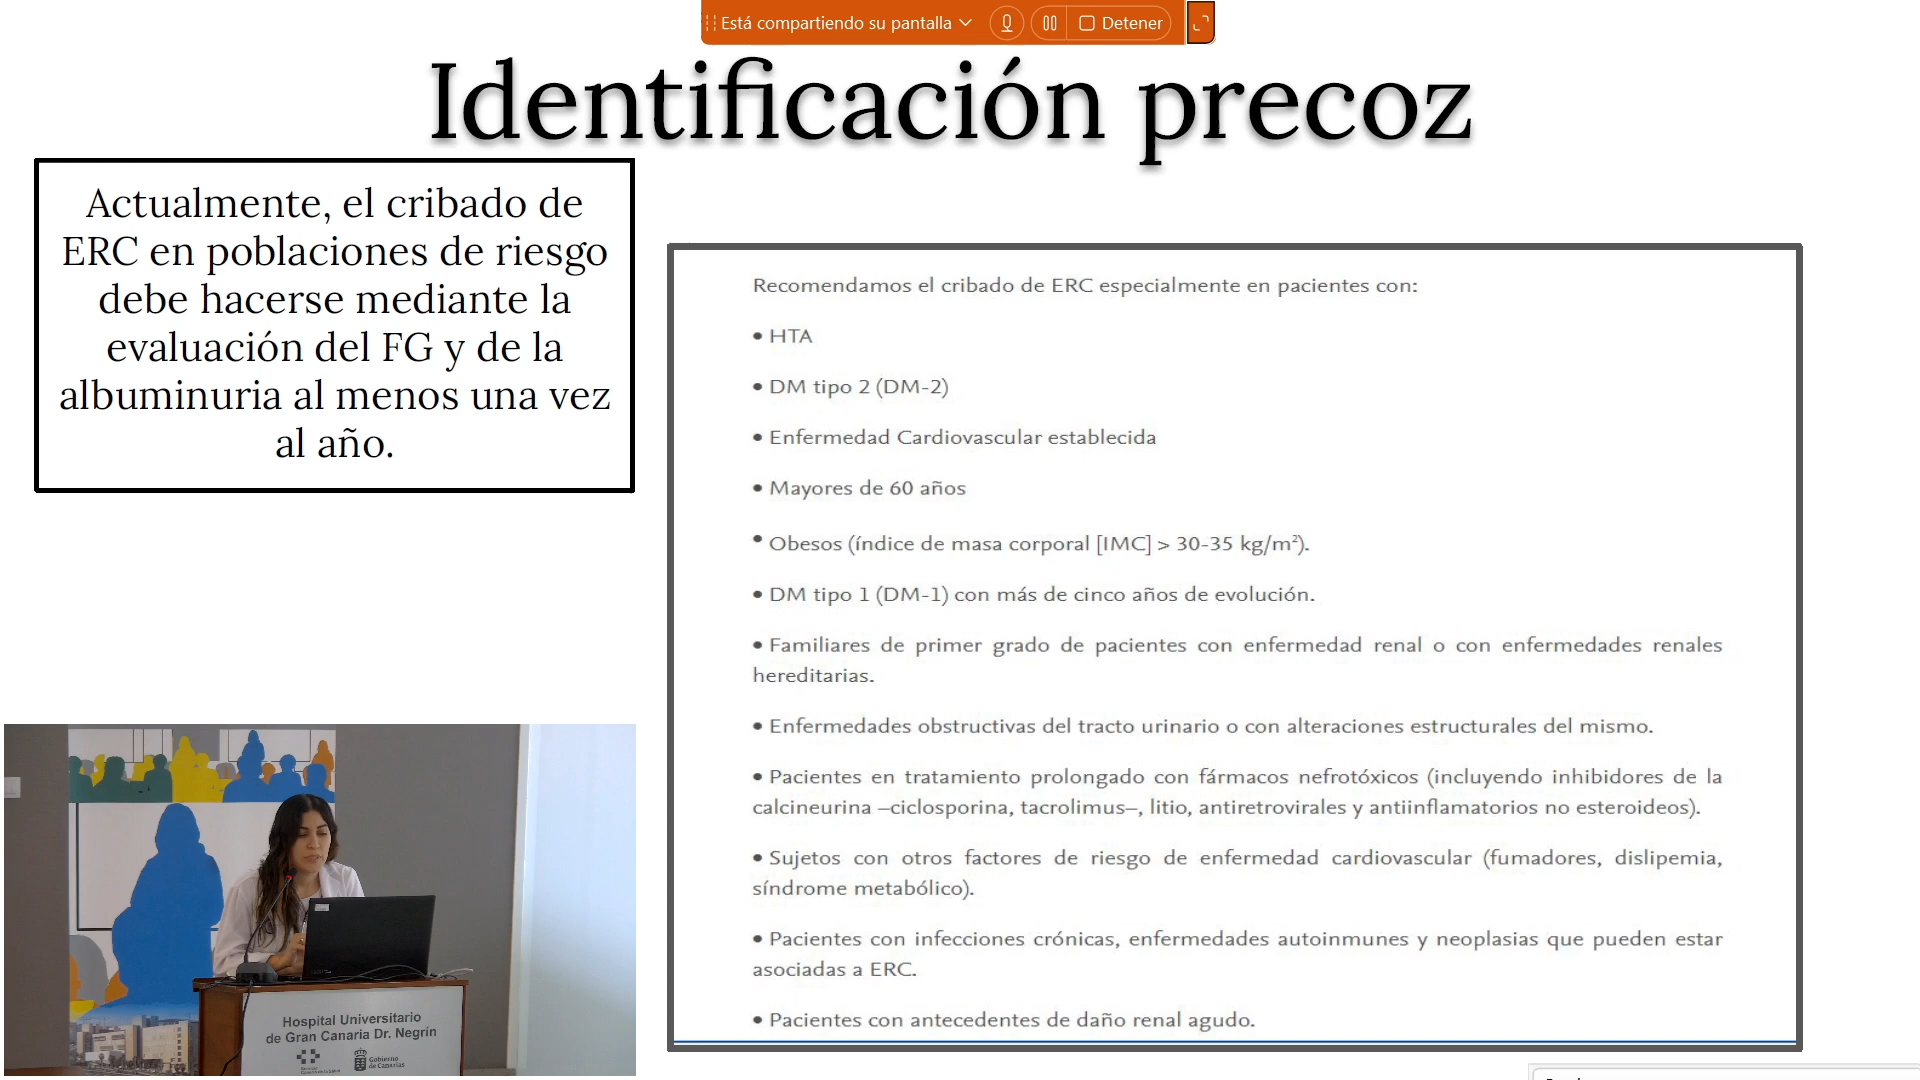 Está compartiendo su pantalla
Detener
Identificación precoz
Actualmente, el cribado de
ERC en poblaciones de riesgo
debe hacerse mediante la
evaluación del FG y de la
albuminuria al menos una vez
al año.
Recomendamos el cribado de ERC especialmente en pacientes con:
• HTA
• DM tipo 2 (DM-2)
• Enfermedad Cardiovascular establecida
• Mayores de 60 años
• Obesos (índice de masa corporal [IMC] > 30-35 kg/m²).
• DM tipo 1 (DM-1) con más de cinco años de evolución.
• Familiares de primer grado de pacientes con enfermedad renal o con enfermedades renales
hereditarias.
• Enfermedades obstructivas del tracto urinario o con alteraciones estructurales del mismo.
• Pacientes en tratamiento prolongado con fármacos nefrotóxicos (incluyendo inhibidores de la
calcineurina –ciclosporina, tacrolimus–, litio, antiretrovirales y antiinflamatorios no esteroideos).
• Sujetos con otros factores de riesgo de enfermedad cardiovascular (fumadores, dislipemia,
síndrome metabólico).
• Pacientes con infecciones crónicas, enfermedades autoinmunes y neoplasias que pueden estar
asociadas a ERC.
• Pacientes con antecedentes de daño renal agudo.
Hospital Universitario
de Gran Canaria Dr. Negrín
Gobierno
de Canarias